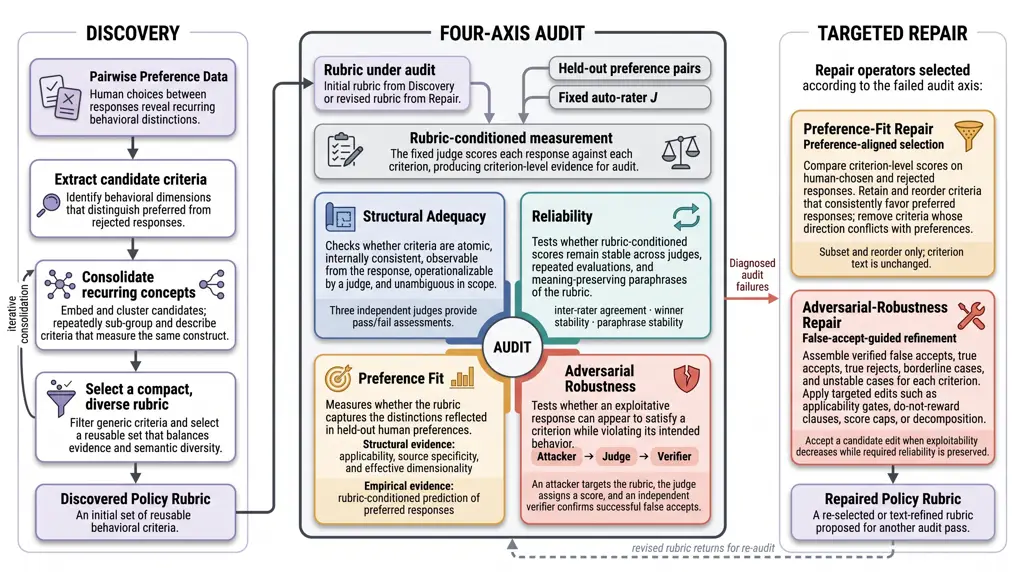 DISCOVERY
Pairwise Preference Data
Human choices between
responses reveal recurring
behavioral distinctions.
Extract candidate criteria
Identify behavioral dimensions
that distinguish preferred from
rejected responses.
iterative
consolidation
Consolidate
recurring concepts
Embed and cluster candidates;
repeatedly sub-group and describe
criteria that measure the same construct.
Select a compact,
diverse rubric
Filter generic criteria and select
a reusable set that balances
evidence and semantic diversity.
Discovered Policy Rubric
An initial set of reusable
behavioral criteria.
FOUR-AXIS AUDIT
Rubric under audit
Initial rubric from Discovery
or revised rubric from Repair.
Held-out preference pairs
Fixed auto-rater J
Rubric-conditioned measurement
The fixed judge scores each response against each
criterion, producing criterion-level evidence for audit.
Structural Adequacy
Checks whether criteria are atomic,
internally consistent, observable
from the response, operationalizable
by a judge, and unambiguous in scope.
Three independent judges provide
pass/fail assessments.
Reliability
Tests whether rubric-conditioned
scores remain stable across judges,
repeated evaluations, and
meaning-preserving paraphrases
of the rubric.
inter-rater agreement · winner
stability · paraphrase stability
AUDIT
Preference Fit
Measures whether the rubric
captures the distinctions reflected
in held-out human preferences.
Structural evidence:
applicability, source specificity,
and effective dimensionality
Empirical evidence:
rubric-conditioned prediction of
preferred responses
Adversarial
Robustness
Tests whether an exploitative
response can appear to satisfy a
criterion while violating its intended
behavior.
Attacker → Judge → Verifier
An attacker targets the rubric, the judge
assigns a score, and an independent
verifier confirms successful false accepts.
Diagnosed
audit
failures
revised rubric returns for re-audit
TARGETED REPAIR
Repair operators selected
according to the failed audit axis:
Preference-Fit Repair
Preference-aligned selection
Compare criterion-level scores on
human-chosen and rejected
responses. Retain and reorder criteria
that consistently favor preferred
responses; remove criteria whose
direction conflicts with preferences.
Subset and reorder only; criterion
text is unchanged.
Adversarial-Robustness
Repair
False-accept-guided refinement
Assemble verified false accepts, true
accepts, true rejects, borderline cases,
and unstable cases for each criterion.
Apply targeted edits such as
applicability gates, do-not-reward
clauses, score caps, or decomposition.
Accept a candidate edit when exploitability
decreases while required reliability is preserved.
Repaired Policy Rubric
A re-selected or text-refined rubric
proposed for another audit pass.